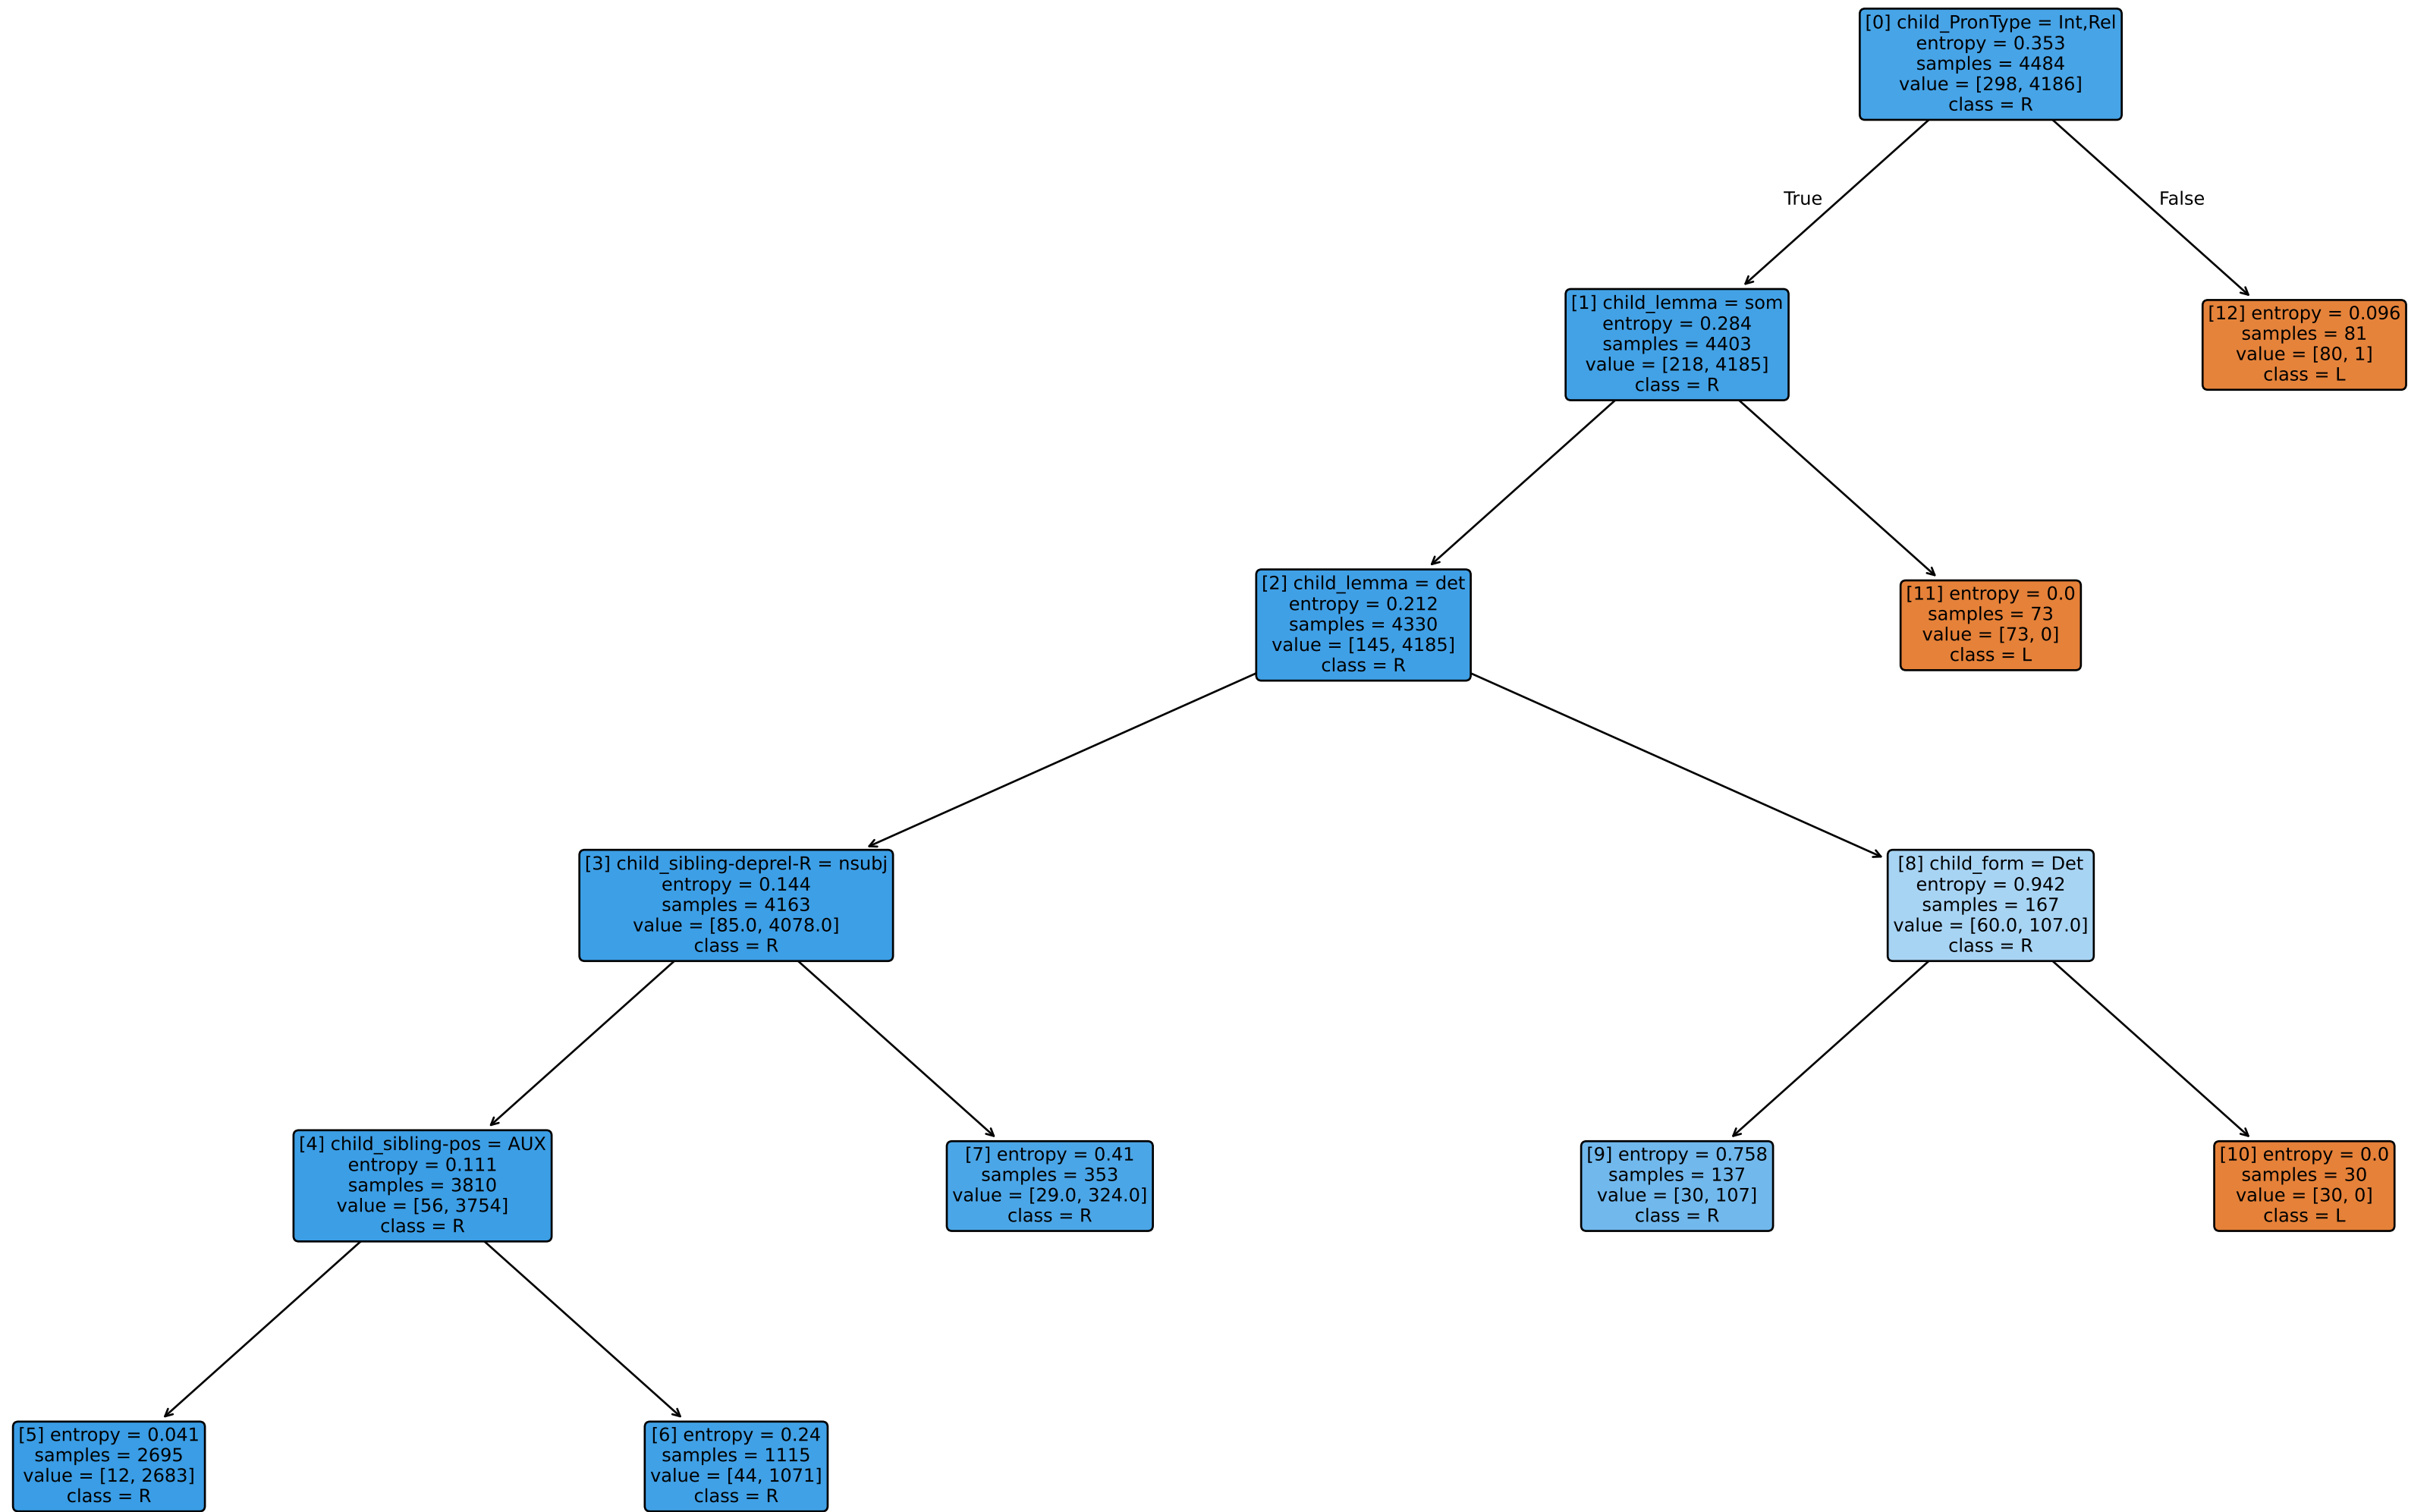 [0] child_PronType = Int,Rel
entropy = 0.353
samples = 4484
value = [298, 4186]
class = R
True
False
[1] child_lemma = som
entropy = 0.284
samples = 4403
value = [218, 4185]
class = R
[12] entropy = 0.096
samples = 81
value = [80, 1]
class = L
[2] child_lemma = det
entropy = 0.212
samples = 4330
value = [145, 4185]
class = R
[11] entropy = 0.0
samples = 73
value = [73, 0]
class = L
[3] child_sibling-deprel-R = nsubj
entropy = 0.144
samples = 4163
value = [85.0, 4078.0]
class = R
[8] child_form = Det
entropy = 0.942
samples = 167
value = [60.0, 107.0]
class = R
[4] child_sibling-pos = AUX
entropy = 0.111
samples = 3810
value = [56, 3754]
class = R
[7] entropy = 0.41
samples = 353
value = [29.0, 324.0]
class = R
[9] entropy = 0.758
samples = 137
value = [30, 107]
class = R
[10] entropy = 0.0
samples = 30
value = [30, 0]
class = L
[5] entropy = 0.041
samples = 2695
value = [12, 2683]
class = R
[6] entropy = 0.24
samples = 1115
value = [44, 1071]
class = R